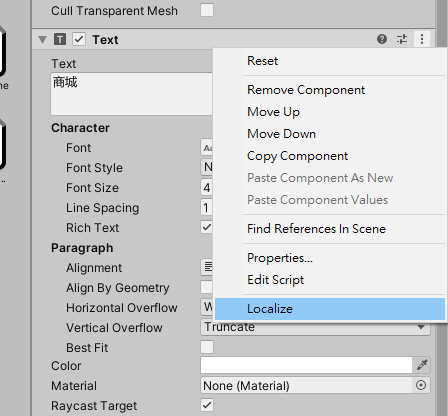 Cull Transparent Mesh
T Text
Text
商城
Reset
Remove Component
Move Up
Move Down
Copy Component
Paste Component As New
Paste Component Values
Find References In Scene
Properties...
Edit Script
Localize
Character
Font
Font Style N
Font Size 4
Line Spacing 1
Rich Text
Paragraph
Alignment
Align By Geometry
Horizontal Overflow W
Vertical Overflow Truncate
Best Fit
Color
Material None (Material)
Raycast Target